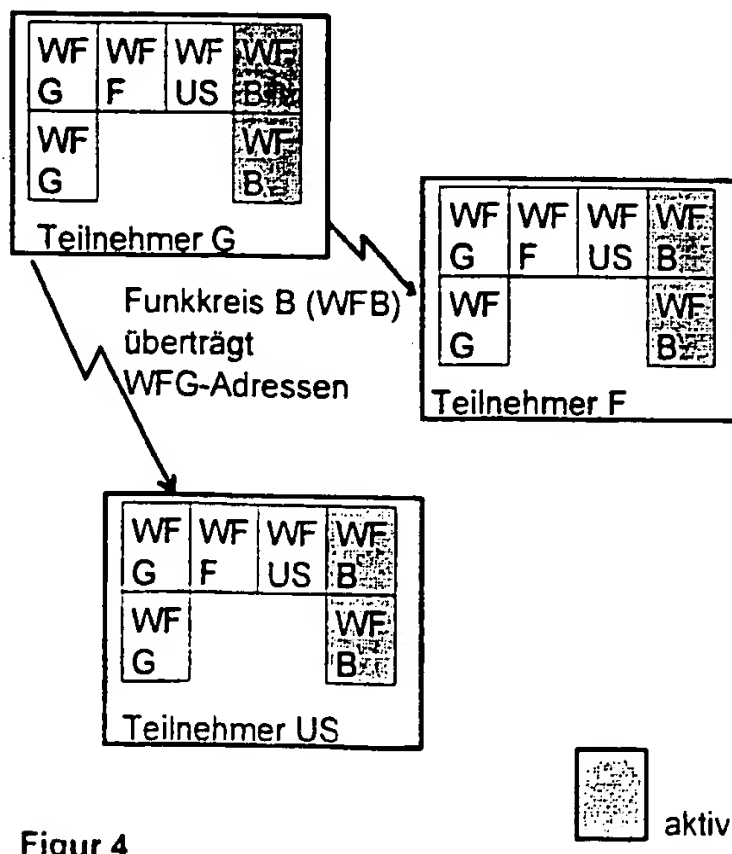 WF WF WF WF
G F US B
WF WF
G B
Teilnehmer G
WF WF WF WF
G F US B
WF WF
G B
Teilnehmer F
Funkkreis B (WFB)
überträgt
WFG-Adressen
WF WF WF WF
G F US B
WF WF
G B
Teilnehmer US
aktiv
Figur 4